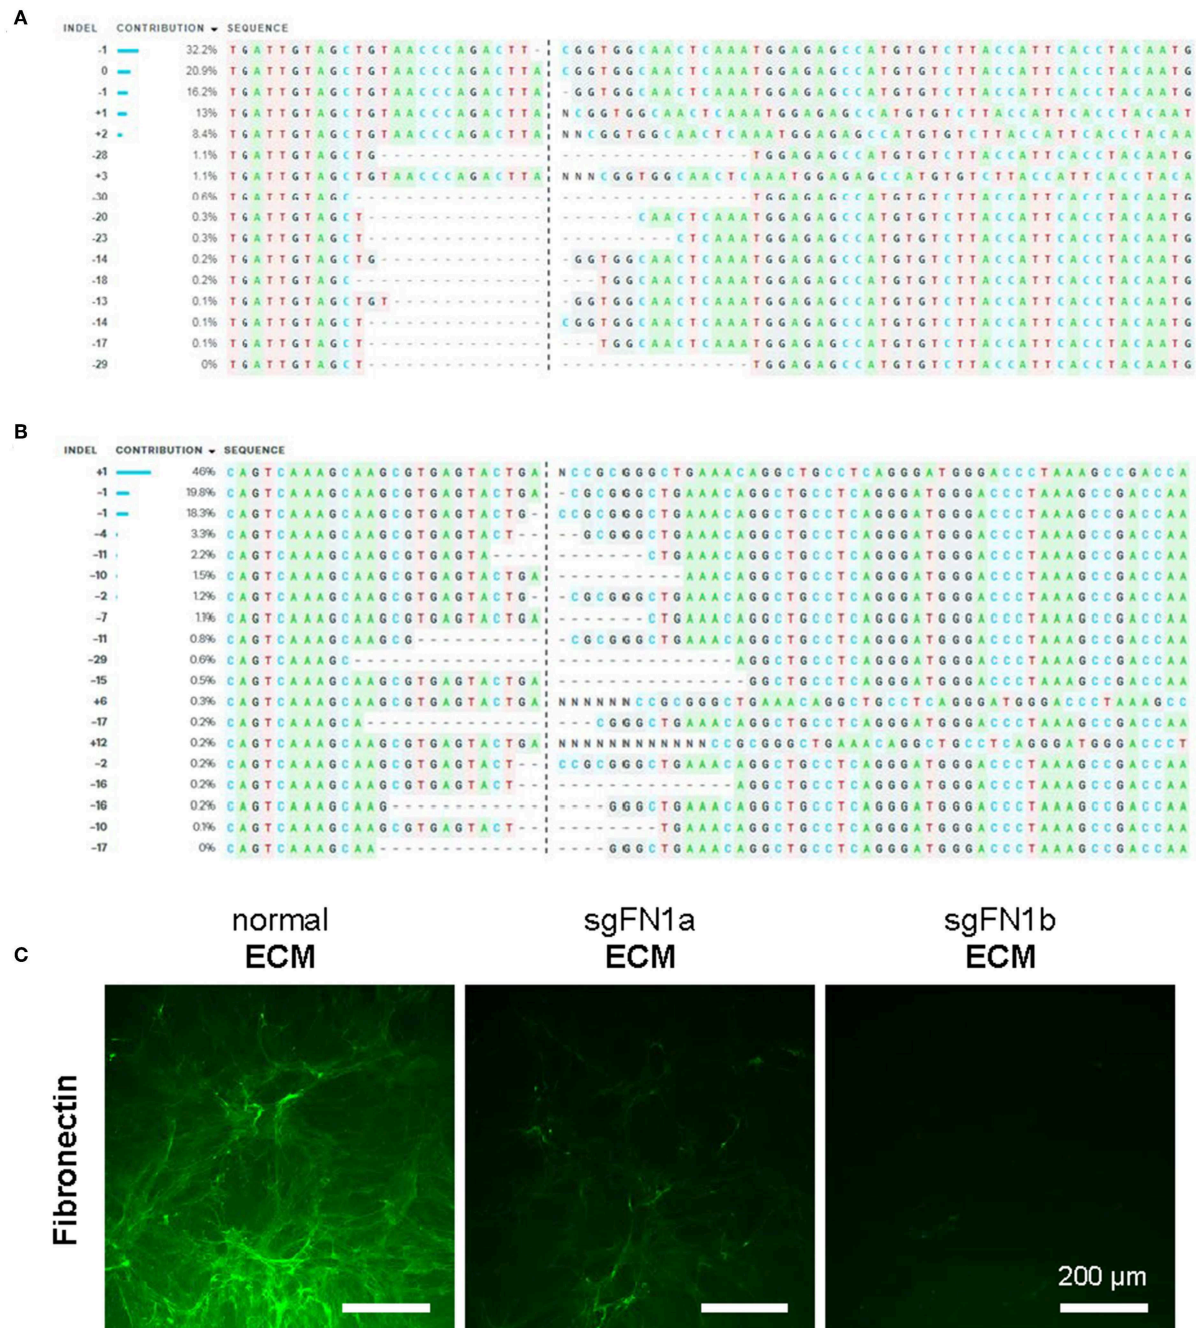 A
INDEL CONTRIBUTION SEQUENCE
-1 32.2% TGATTGTAGCTGTAACCCAGACTT- CGGTGGCAACTCAAATGGAGAGCCATGTGTCTTACCATTCACCTACAATG
0 20.9% TGATTGTAGCTGTAACCCAGACTTA CGGTGGCAACTCAAATGGAGAGCCATGTGTCTTACCATTCACCTACAATG
-1 16.2% TGATTGTAGCTGTAACCCAGACTTA -GGTGGCAACTCAAATGGAGAGCCATGTGTCTTACCATTCACCTACAATG
+1 13% TGATTGTAGCTGTAACCCAGACTTA NCGGTGGCAACTCAAATGGAGAGCCATGTGTCTTACCATTCACCTACAAT
+2 8.4% TGATTGTAGCTGTAACCCAGACTTA NNCGGTGGCAACTCAAATGGAGAGCCATGTGTCTTACCATTCACCTACAA
-28 1.1% TGATTGTAGCTG------------- ---------------TGGAGAGCCATGTGTCTTACCATTCACCTACAATG
+3 1.1% TGATTGTAGCTGTAACCCAGACTTA NNNCGGTGGCAACTCAAATGGAGAGCCATGTGTCTTACCATTCACCTACA
-30 0.6% TGATTGTAGC--------------- ---------------TGGAGAGCCATGTGTCTTACCATTCACCTACAATG
-20 0.3% TGATTGTAGCT-------------- ------CAACTCAAATGGAGAGCCATGTGTCTTACCATTCACCTACAATG
-23 0.3% TGATTGTAGCT-------------- ---------CTCAAATGGAGAGCCATGTGTCTTACCATTCACCTACAATG
-14 0.2% TGATTGTAGCTG------------- -GGTGGCAACTCAAATGGAGAGCCATGTGTCTTACCATTCACCTACAATG
-18 0.2% TGATTGTAGC--------------- ---TGGCAACTCAAATGGAGAGCCATGTGTCTTACCATTCACCTACAATG
-13 0.1% TGATTGTAGCTGT------------ -GGTGGCAACTCAAATGGAGAGCCATGTGTCTTACCATTCACCTACAATG
-14 0.1% TGATTGTAGCT-------------- CGGTGGCAACTCAAATGGAGAGCCATGTGTCTTACCATTCACCTACAATG
-17 0.1% TGATTGTAGCT-------------- ---TGGCAACTCAAATGGAGAGCCATGTGTCTTACCATTCACCTACAATG
-29 0% TGATTGTAGCT-------------- ---------------TGGAGAGCCATGTGTCTTACCATTCACCTACAATG
B
INDEL CONTRIBUTION SEQUENCE
+1 46% CAGTCAAAGCAAGCGTGAGTACTGA NCCGCGGGCTGAAACAGGCTGCCTCAGGGATGGGACCCTAAAGCCGACCA
-1 19.8% CAGTCAAAGCAAGCGTGAGTACTGA -CGCGGGCTGAAACAGGCTGCCTCAGGGATGGGACCCTAAAGCCGACCAA
-1 18.3% CAGTCAAAGCAAGCGTGAGTACTG- CCGCGGGCTGAAACAGGCTGCCTCAGGGATGGGACCCTAAAGCCGACCAA
-4 3.3% CAGTCAAAGCAAGCGTGAGTACT-- --GCGGGCTGAAACAGGCTGCCTCAGGGATGGGACCCTAAAGCCGACCAA
-11 2.2% CAGTCAAAGCAAGCGTGAGTA---- -------CTGAAACAGGCTGCCTCAGGGATGGGACCCTAAAGCCGACCAA
-10 1.5% CAGTCAAAGCAAGCGTGAGTACTGA ----------AAACAGGCTGCCTCAGGGATGGGACCCTAAAGCCGACCAA
-2 1.2% CAGTCAAAGCAAGCGTGAGTACTG- -CGCGGGCTGAAACAGGCTGCCTCAGGGATGGGACCCTAAAGCCGACCAA
-7 1.1% CAGTCAAAGCAAGCGTGAGTACTGA -------CTGAAACAGGCTGCCTCAGGGATGGGACCCTAAAGCCGACCAA
-11 0.8% CAGTCAAAGCAAGCG---------- -CGCGGGCTGAAACAGGCTGCCTCAGGGATGGGACCCTAAAGCCGACCAA
-29 0.6% CAGTCAAAGC--------------- --------------AGGCTGCCTCAGGGATGGGACCCTAAAGCCGACCAA
-15 0.5% CAGTCAAAGCAAGCGTGAGTACTGA ---------------GGCTGCCTCAGGGATGGGACCCTAAAGCCGACCAA
+6 0.3% CAGTCAAAGCAAGCGTGAGTACTGA NNNNNNCCGCGGGCTGAAACAGGCTGCCTCAGGGATGGGACCCTAAAGCC
-17 0.2% CAGTCAAAGCA-------------- ---CGGGCTGAAACAGGCTGCCTCAGGGATGGGACCCTAAAGCCGACCAA
+12 0.2% CAGTCAAAGCAAGCGTGAGTACTGA NNNNNNNNNNNNCCGCGGGCTGAAACAGGCTGCCTCAGGGATGGGACCCT
-2 0.2% CAGTCAAAGCAAGCGTGAGTACT-- CCGCGGGCTGAAACAGGCTGCCTCAGGGATGGGACCCTAAAGCCGACCAA
-16 0.2% CAGTCAAAGCAAGCGTGAGTACT-- --------------AGGCTGCCTCAGGGATGGGACCCTAAAGCCGACCAA
-16 0.2% CAGTCAAAGCAAG------------ ----GGGCTGAAACAGGCTGCCTCAGGGATGGGACCCTAAAGCCGACCAA
-10 0.1% CAGTCAAAGCAAGCGTGAGTACT-- --------TGAAACAGGCTGCCTCAGGGATGGGACCCTAAAGCCGACCAA
-17 0% CAGTCAAAGCAA------------- ----GGGCTGAAACAGGCTGCCTCAGGGATGGGACCCTAAAGCCGACCAA
C
normal ECM
sgFN1a ECM
sgFN1b ECM
Fibronectin
200 µm